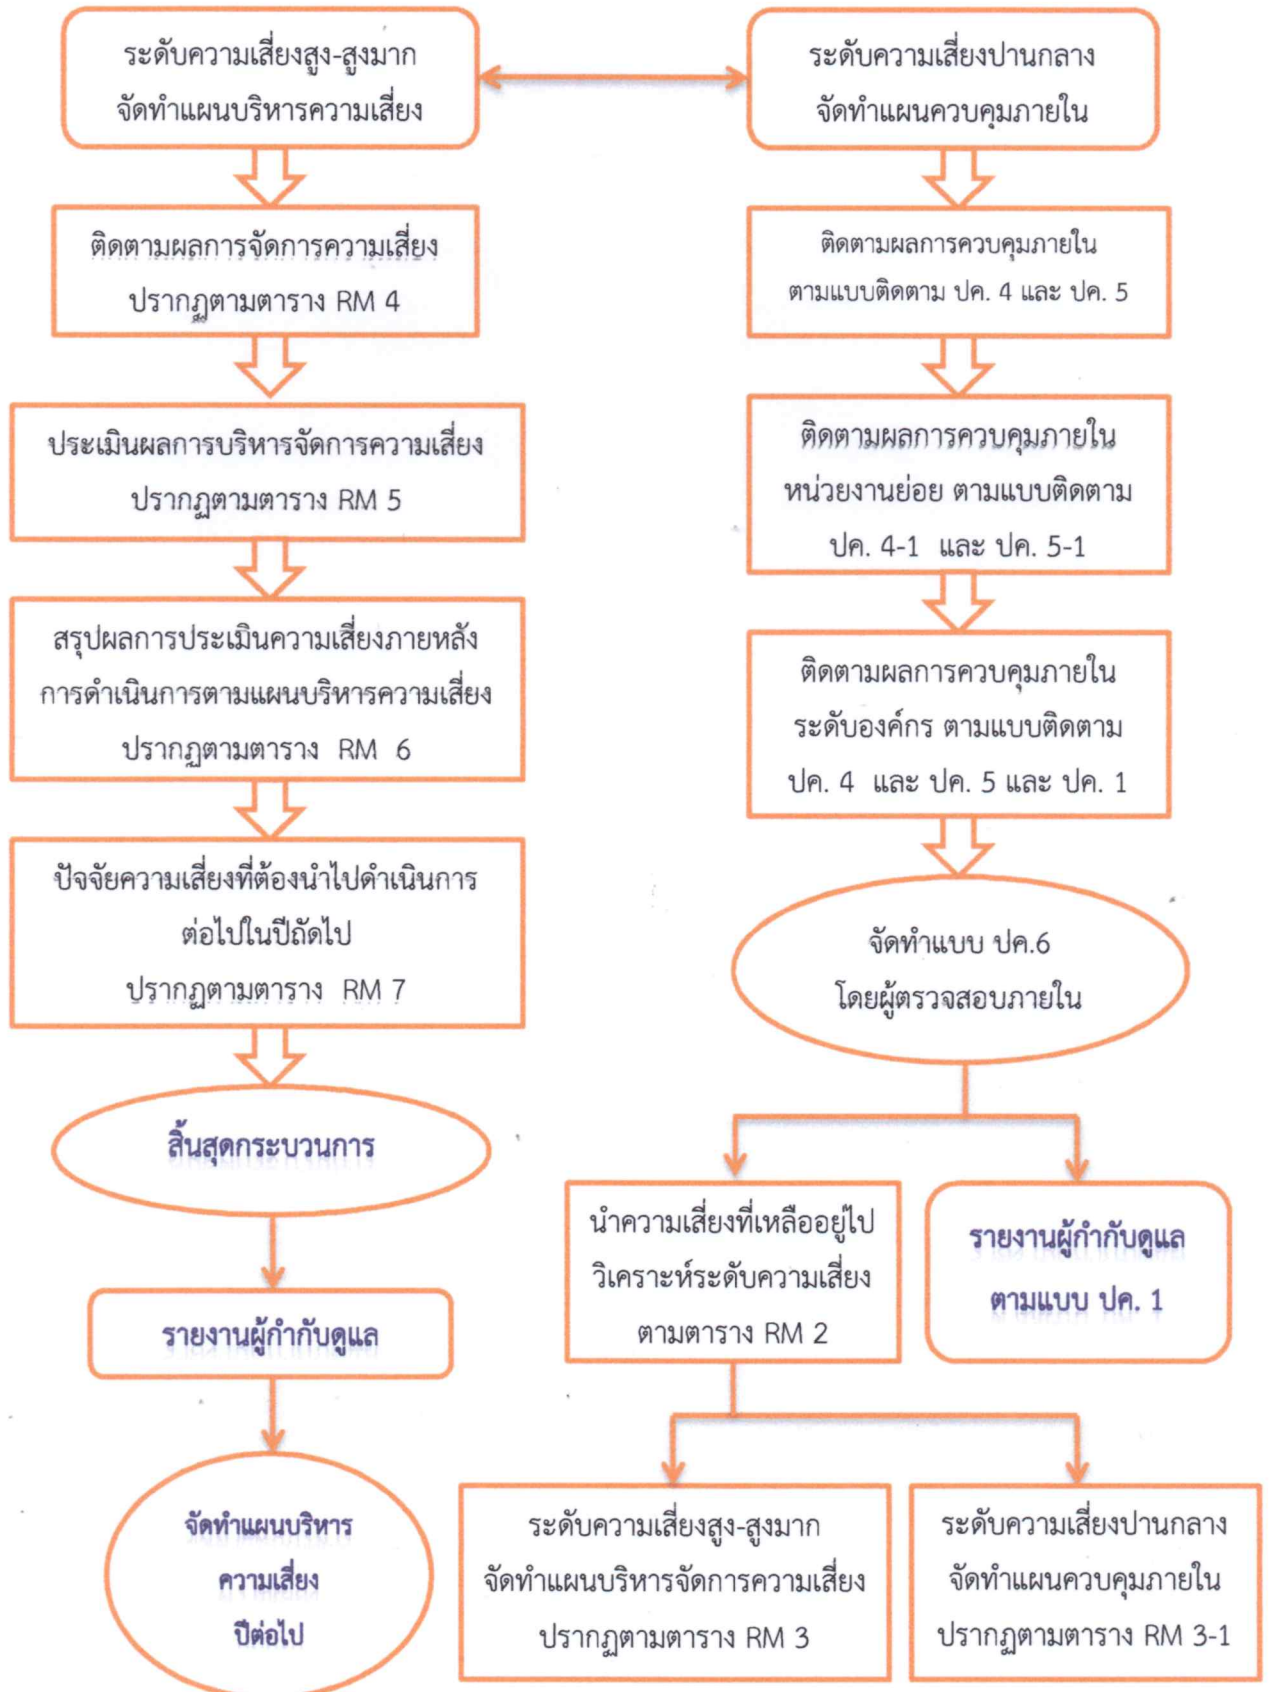 ระดับความเสี่ยงสูง-สูงมาก
จัดทำแผนบริหารความเสี่ยง
ติดตามผลการจัดการความเสี่ยง
ปรากฏตามตาราง RM 4
ประเมินผลการบริหารจัดการความเสี่ยง
ปรากฏตามตาราง RM 5
สรุปผลการประเมินความเสี่ยงภายหลัง
การดำเนินการตามแผนบริหารความเสี่ยง
ปรากฏตามตาราง RM 6
ปัจจัยความเสี่ยงที่ต้องนำไปดำเนินการ
ต่อไปในปีถัดไป
ปรากฏตามตาราง RM 7
สิ้นสุดกระบวนการ
รายงานผู้กำกับดูแล
จัดทำแผนบริหาร
ความเสี่ยง
ปีต่อไป
ระดับความเสี่ยงปานกลาง
จัดทำแผนควบคุมภายใน
ติดตามผลการควบคุมภายใน
ตามแบบติดตาม ปค. 4 และ ปค. 5
ติดตามผลการควบคุมภายใน
หน่วยงานย่อย ตามแบบติดตาม
ปค. 4-1 และ ปค. 5-1
ติดตามผลการควบคุมภายใน
ระดับองค์กร ตามแบบติดตาม
ปค. 4 และ ปค. 5 และ ปค. 1
จัดทำแบบ ปค.6
โดยผู้ตรวจสอบภายใน
นำความเสี่ยงที่เหลืออยู่ไป
วิเคราะห์ระดับความเสี่ยง
ตามตาราง RM 2
รายงานผู้กำกับดูแล
ตามแบบ ปค. 1
ระดับความเสี่ยงสูง-สูงมาก
จัดทำแผนบริหารจัดการความเสี่ยง
ปรากฏตามตาราง RM 3
ระดับความเสี่ยงปานกลาง
จัดทำแผนควบคุมภายใน
ปรากฏตามตาราง RM 3-1